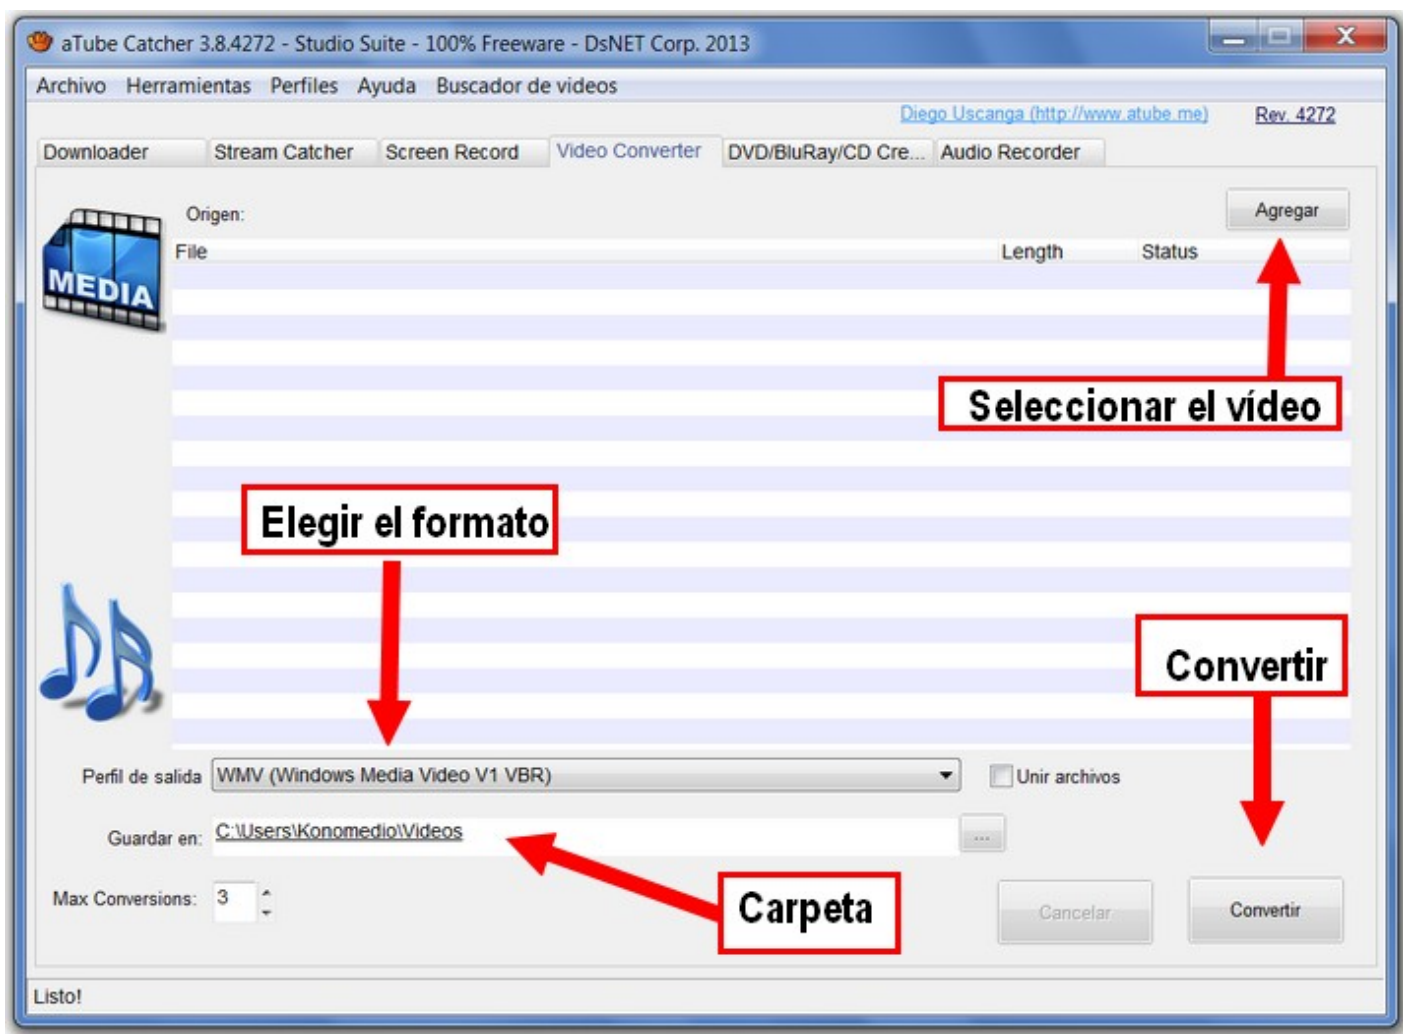 aTube Catcher 3.8.4272 - Studio Suite - 100% Freeware - DsNET Corp. 2013
Archivo Herramientas Perfiles Ayuda Buscador de videos
Diego Uscanga (http://www.atube.me) Rev. 4272
Downloader Stream Catcher Screen Record Video Converter DVD/BluRay/CD Cre... Audio Recorder
Origen: Agregar
File Length Status
MEDIA
Seleccionar el vídeo
Elegir el formato
Convertir
Perfil de salida WMV (Windows Media Video V1 VBR) Unir archivos
Guardar en: C:\Users\Konomedio\Videos ...
Max Conversions: 3 Carpeta Cancelar Convertir
Listo!